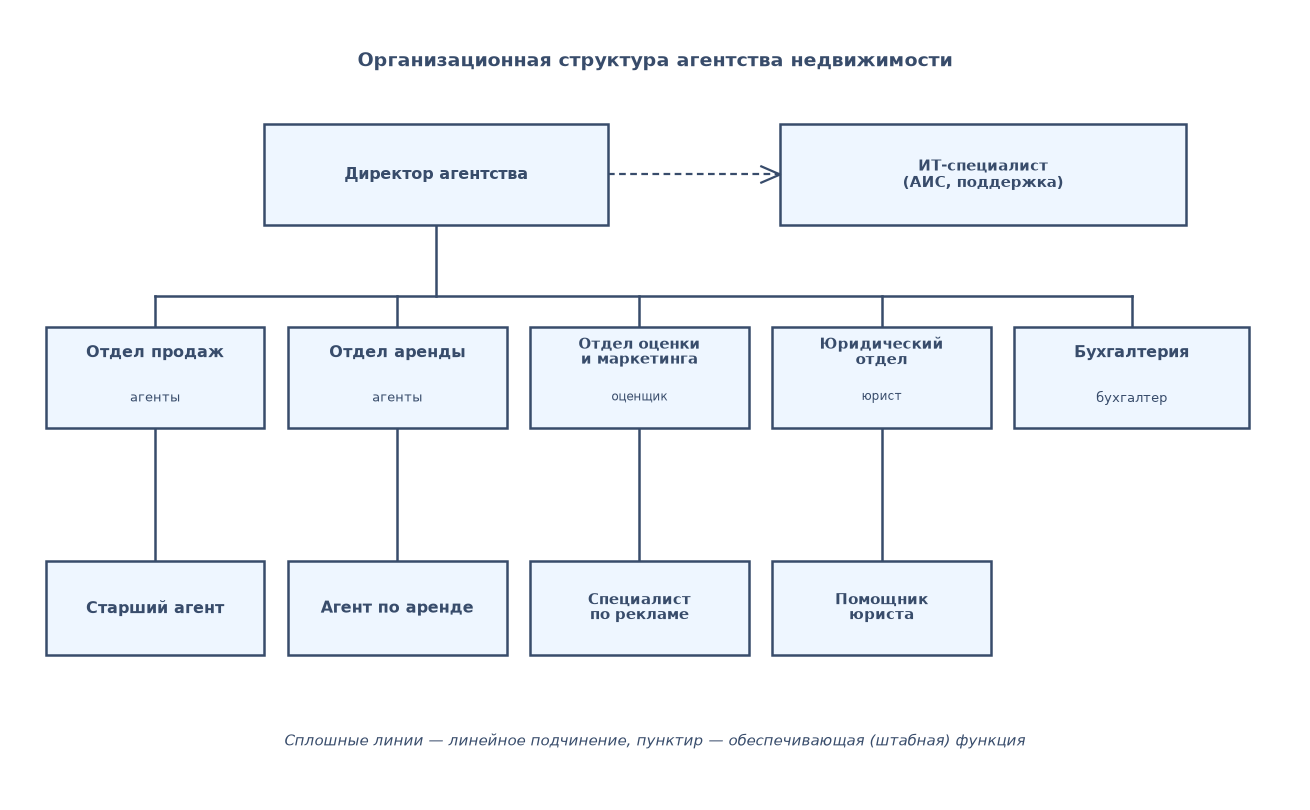 Организационная структура агентства недвижимости
Директор агентства
ИТ-специалист
(АИС, поддержка)
Отдел продаж
агенты
Отдел аренды
агенты
Отдел оценки
и маркетинга
оценщик
Юридический
отдел
юрист
Бухгалтерия
бухгалтер
Старший агент
Агент по аренде
Специалист
по рекламе
Помощник
юриста
Сплошные линии — линейное подчинение, пунктир — обеспечивающая (штабная) функция